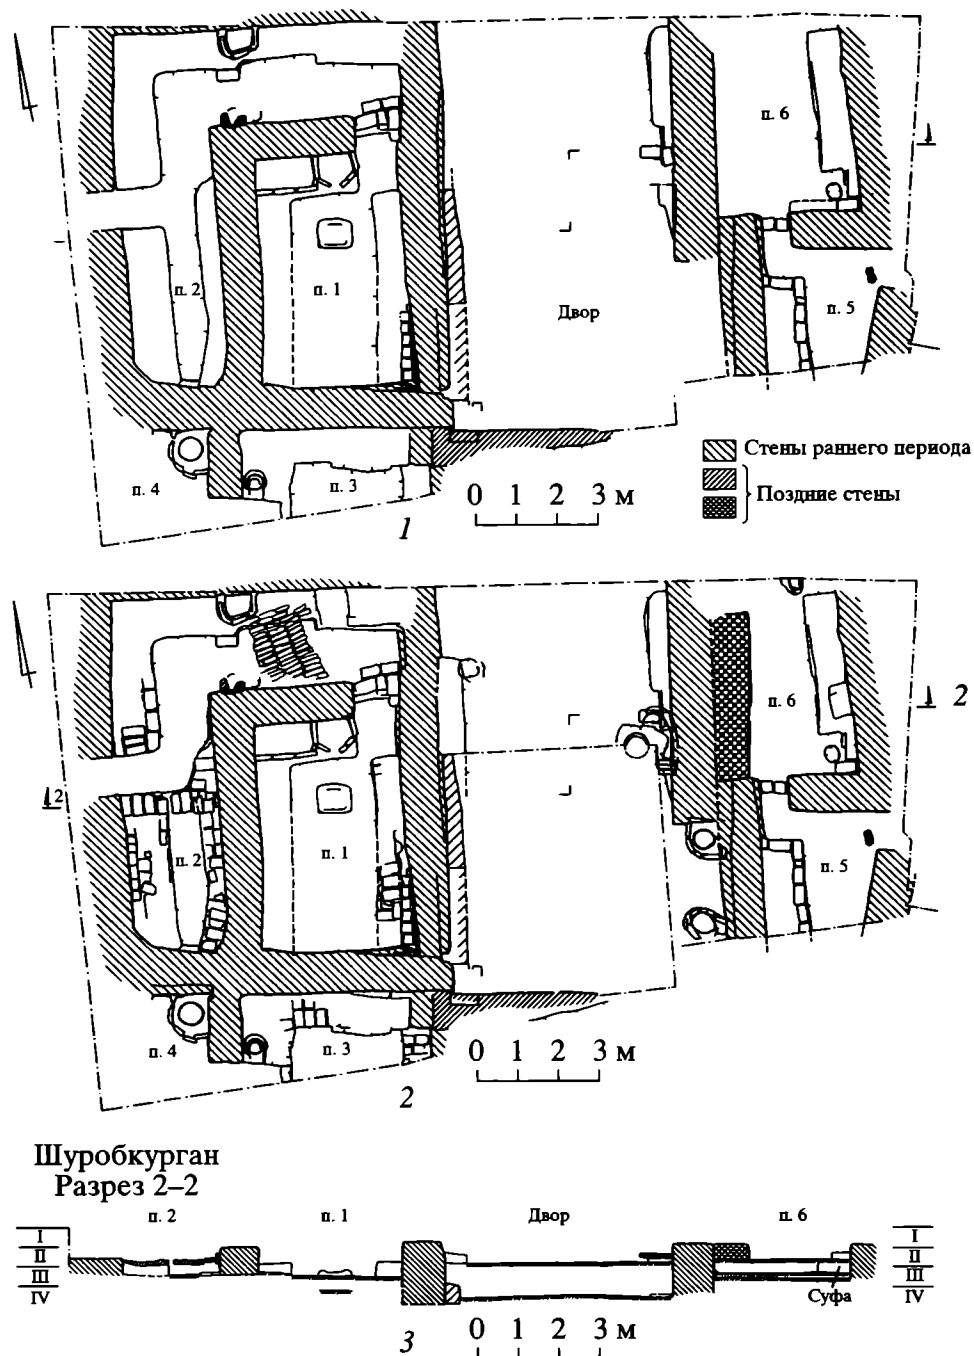 п. 6
п. 2
п. 1
Двор
п. 5
Стены раннего периода
Поздние стены
п. 4
п. 3
0 1 2 3 м
1
п. 6
2
2
п. 2
п. 1
п. 5
п. 4
п. 3
0 1 2 3 м
2
Шуробкурган
Разрез 2–2
п. 2 п. 1 Двор п. 6
I I
II II
III III
IV Суфа IV
0 1 2 3 м
3